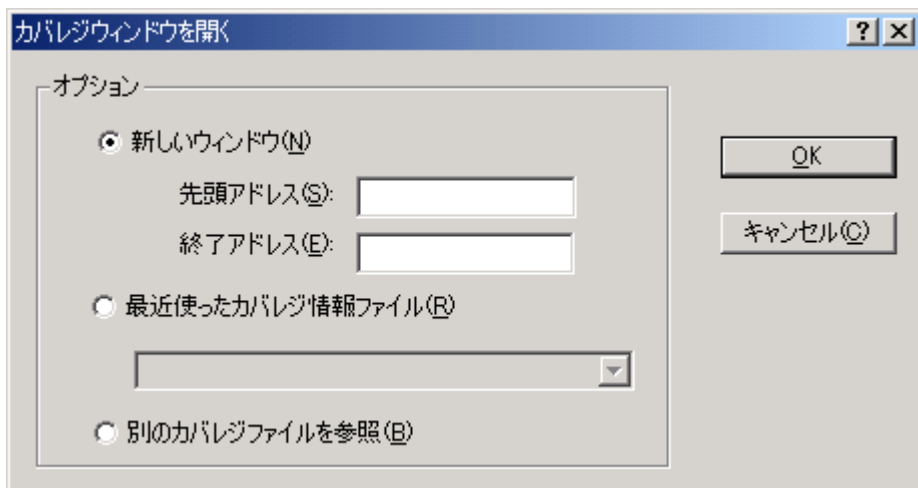 カバレジウィンドウを開く
オプション
新しいウィンドウ(N)
先頭アドレス(S):
終了アドレス(E):
最近使ったカバレジ情報ファイル(R)
別のカバレジファイルを参照(B)
OK
キャンセル(C)